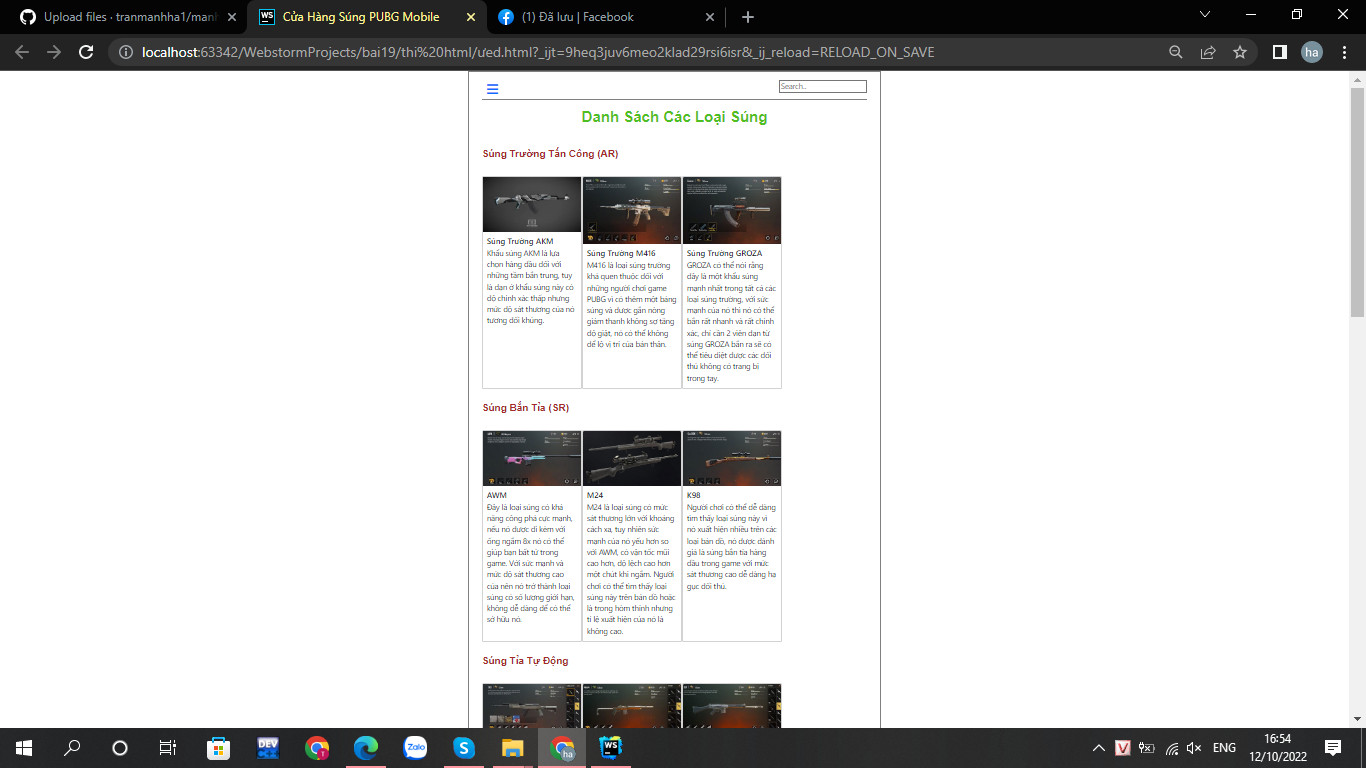 Upload files · tranmanhha1/manh
Cửa Hàng Súng PUBG Mobile
(1) Đã lưu | Facebook
localhost:63342/WebstormProjects/bai19/thi%20html/ưed.html?_ijt=9heq3juv6meo2klad29rsi6isr&_ij_reload=RELOAD_ON_SAVE
ha
Search..
Danh Sách Các Loại Súng
Súng Trường Tấn Công (AR)
Súng Trường AKM
Khẩu súng AKM là lựa
chọn hàng đầu đối với
những tầm bắn trung, tuy
là đạn ở khẩu súng này có
độ chính xác thấp nhưng
mức độ sát thương của nó
tương đối khủng.
Súng Trường M416
M416 là loại súng trường
khá quen thuộc đối với
những người chơi game
PUBG vì có thêm một băng
súng và được gắn nòng
giảm thanh không sợ tăng
độ giật, nó có thể không
để lộ vị trí của bản thân.
Súng Trường GROZA
GROZA có thể nói rằng
đây là một khẩu súng
mạnh nhất trong tất cả các
loại súng trường, với sức
mạnh của nó thì nó có thể
bắn rất nhanh và rất chính
xác, chỉ cần 2 viên đạn từ
súng GROZA bắn ra sẽ có
thể tiêu diệt được các đối
thủ không có trang bị
trong tay.
Súng Bắn Tỉa (SR)
AWM
Đây là loại súng có khả
năng công phá cực mạnh,
nếu nó được đi kèm với
ống ngắm 8x nó có thể
giúp bạn bất tử trong
game. Với sức mạnh và
mức độ sát thương cao
của nên nó trở thành loại
súng có số lượng giới hạn,
không dễ dàng để có thể
sở hữu nó.
M24
M24 là loại súng có mức
sát thương lớn với khoảng
cách xa, tuy nhiên sức
mạnh của nó yếu hơn so
với AWM, có vận tốc mũi
cao hơn, độ lệch cao hơn
một chút khi ngắm. Người
chơi có thể tìm thấy loại
súng này trên bản đồ hoặc
là trong hòm thính nhưng
tỉ lệ xuất hiện của nó là
không cao.
K98
Người chơi có thể dễ dàng
tìm thấy loại súng này vì
nó xuất hiện nhiều trên các
loại bản đồ, nó được đánh
giá là súng bắn tỉa hàng
đầu trong game với mức
sát thương cao dễ dàng hạ
gục đối thủ.
Súng Tỉa Tự Động
DEV
Zalo
ha
WS
ENG
16:54
12/10/2022